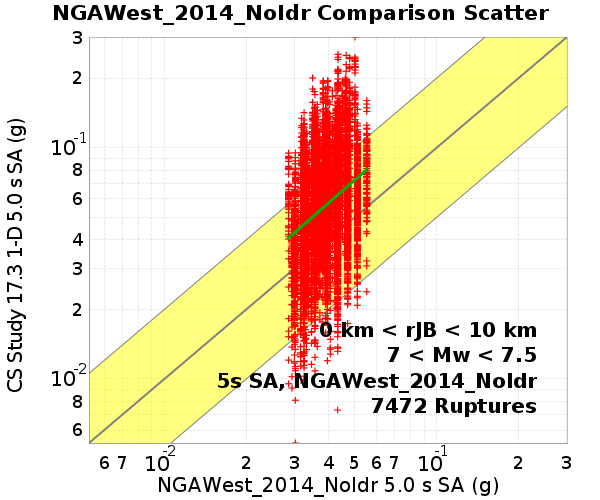 NGAWest_2014_NoIdr Comparison Scatter
3
2
10-1
8
6
4
3
2
10-2
8
6
CS Study 17.3 1-D 5.0 s SA (g)
0 km < rJB < 10 km
7 < Mw < 7.5
5s SA, NGAWest_2014_NoIdr
7472 Ruptures
6 7 10-2 2 3 4 5 6 7 10-1 2 3
NGAWest_2014_NoIdr 5.0 s SA (g)